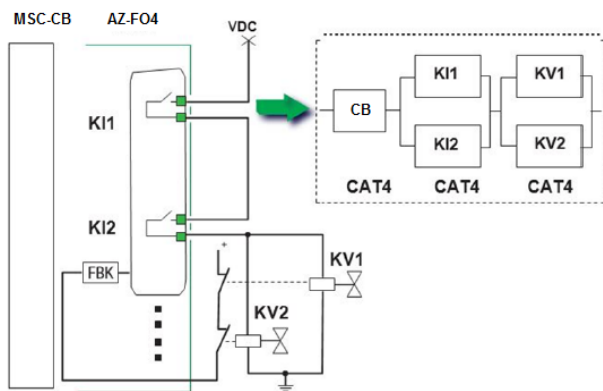 MSC-CB AZ-FO4
VDC
KI1
KI2
FBK
+
KV1
KV2
CB
KI1
KV1
KI2
KV2
CAT4 CAT4 CAT4